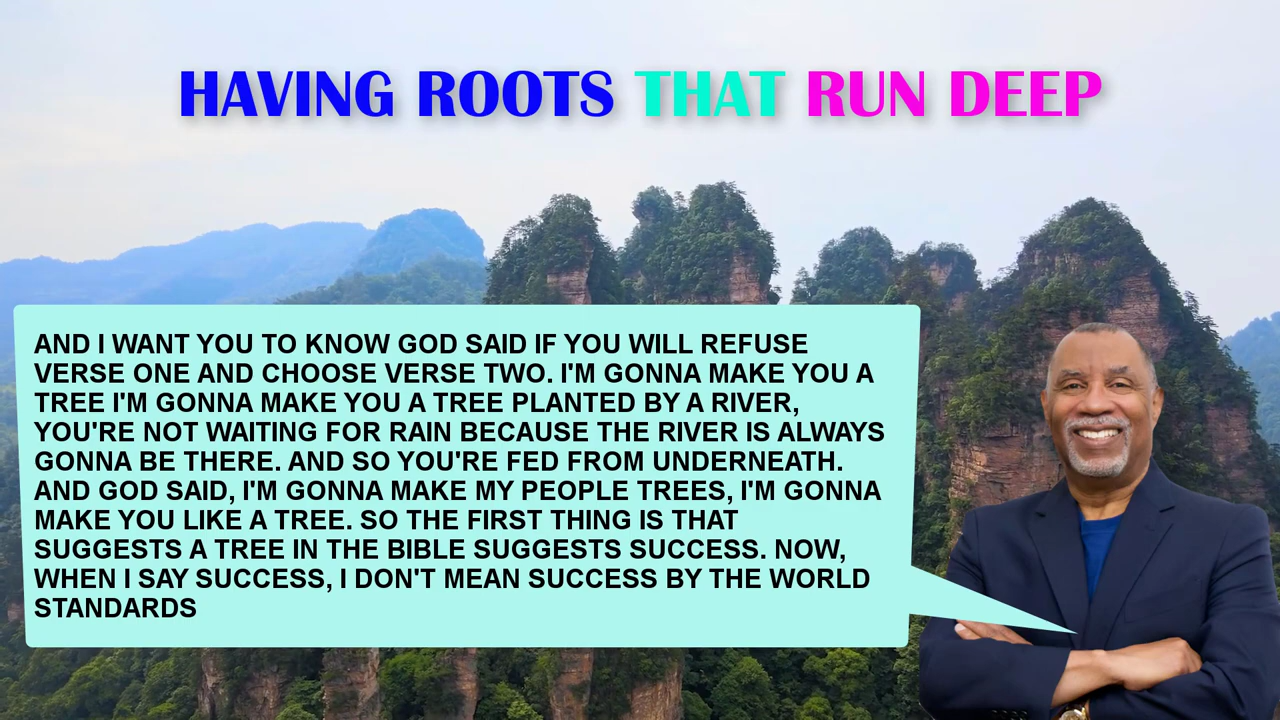 HAVING ROOTS THAT RUN DEEP
AND I WANT YOU TO KNOW GOD SAID IF YOU WILL REFUSE
VERSE ONE AND CHOOSE VERSE TWO. I'M GONNA MAKE YOU A
TREE I'M GONNA MAKE YOU A TREE PLANTED BY A RIVER,
YOU'RE NOT WAITING FOR RAIN BECAUSE THE RIVER IS ALWAYS
GONNA BE THERE. AND SO YOU'RE FED FROM UNDERNEATH.
AND GOD SAID, I'M GONNA MAKE MY PEOPLE TREES, I'M GONNA
MAKE YOU LIKE A TREE. SO THE FIRST THING IS THAT
SUGGESTS A TREE IN THE BIBLE SUGGESTS SUCCESS. NOW,
WHEN I SAY SUCCESS, I DON'T MEAN SUCCESS BY THE WORLD
STANDARDS